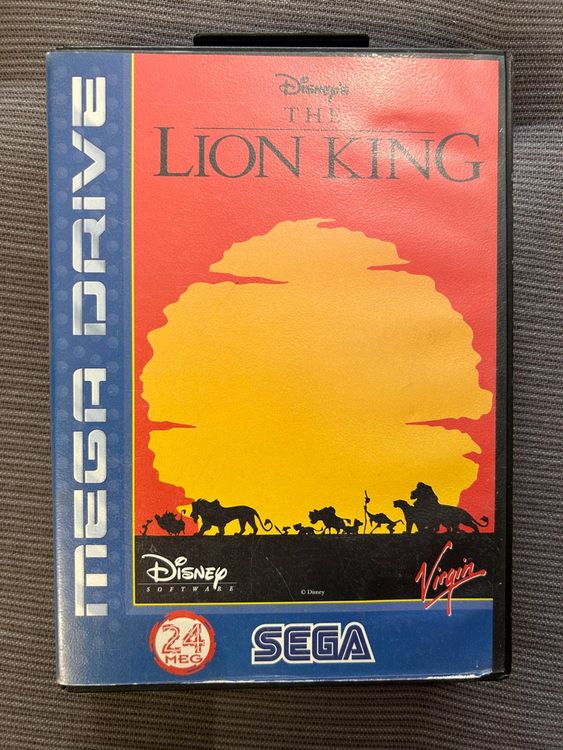 MEGA DRIVE
Disney's
THE
LION KING
Disney
SOFTWARE
© Disney
Virgin
24
MEG
SEGA